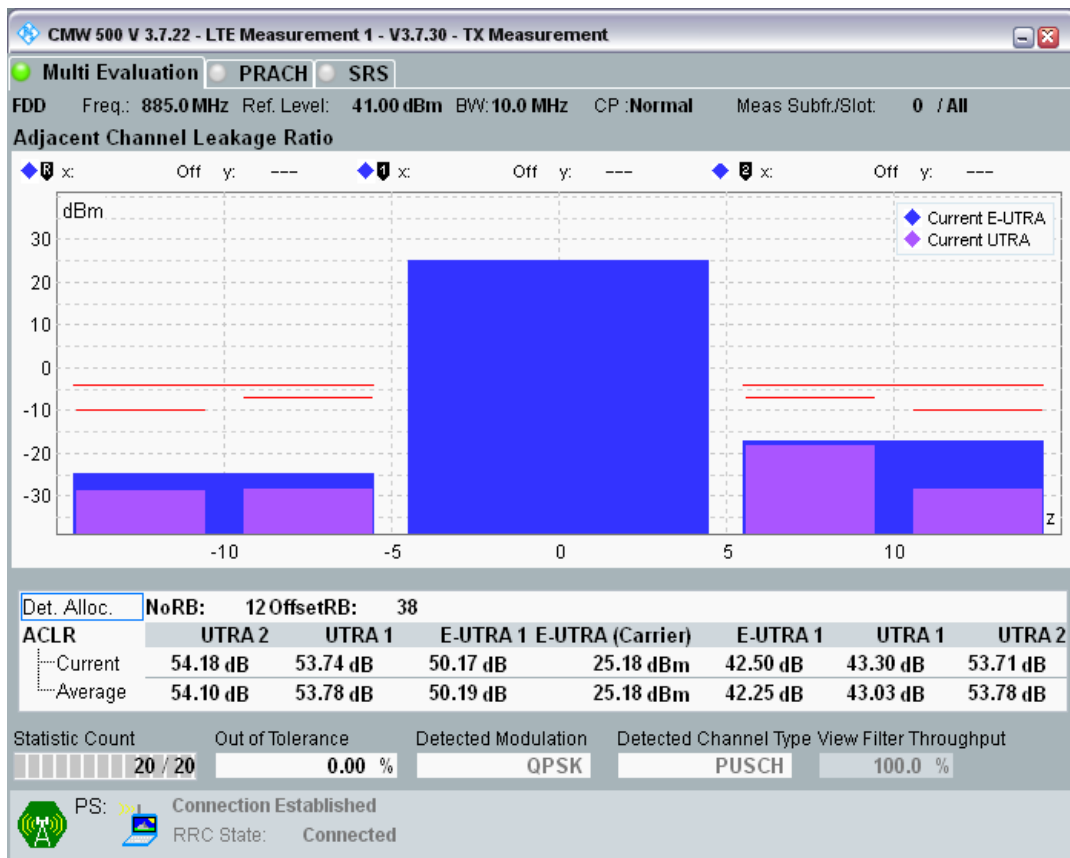 CMW 500 V 3.7.22 - LTE Measurement 1 - V3.7.30 - TX Measurement
Multi Evaluation PRACH SRS
FDD Freq.: 885.0 MHz Ref. Level: 41.00 dBm BW: 10.0 MHz CP :Normal Meas Subfr./Slot: 0 / All
Adjacent Channel Leakage Ratio
R x: Off y: --- 1 x: Off y: --- 2 x: Off y: ---
dBm
Current E-UTRA
Current UTRA
30
20
10
0
-10
-20
-30
z
-10 -5 0 5 10
Det. Alloc. NoRB: 12 OffsetRB: 38
ACLR UTRA 2 UTRA 1 E-UTRA 1 E-UTRA (Carrier) E-UTRA 1 UTRA 1 UTRA 2
Current 54.18 dB 53.74 dB 50.17 dB 25.18 dBm 42.50 dB 43.30 dB 53.71 dB
Average 54.10 dB 53.78 dB 50.19 dB 25.18 dBm 42.25 dB 43.03 dB 53.78 dB
Statistic Count Out of Tolerance Detected Modulation Detected Channel Type View Filter Throughput
20 / 20 0.00 % QPSK PUSCH 100.0 %
PS: Connection Established
RRC State: Connected